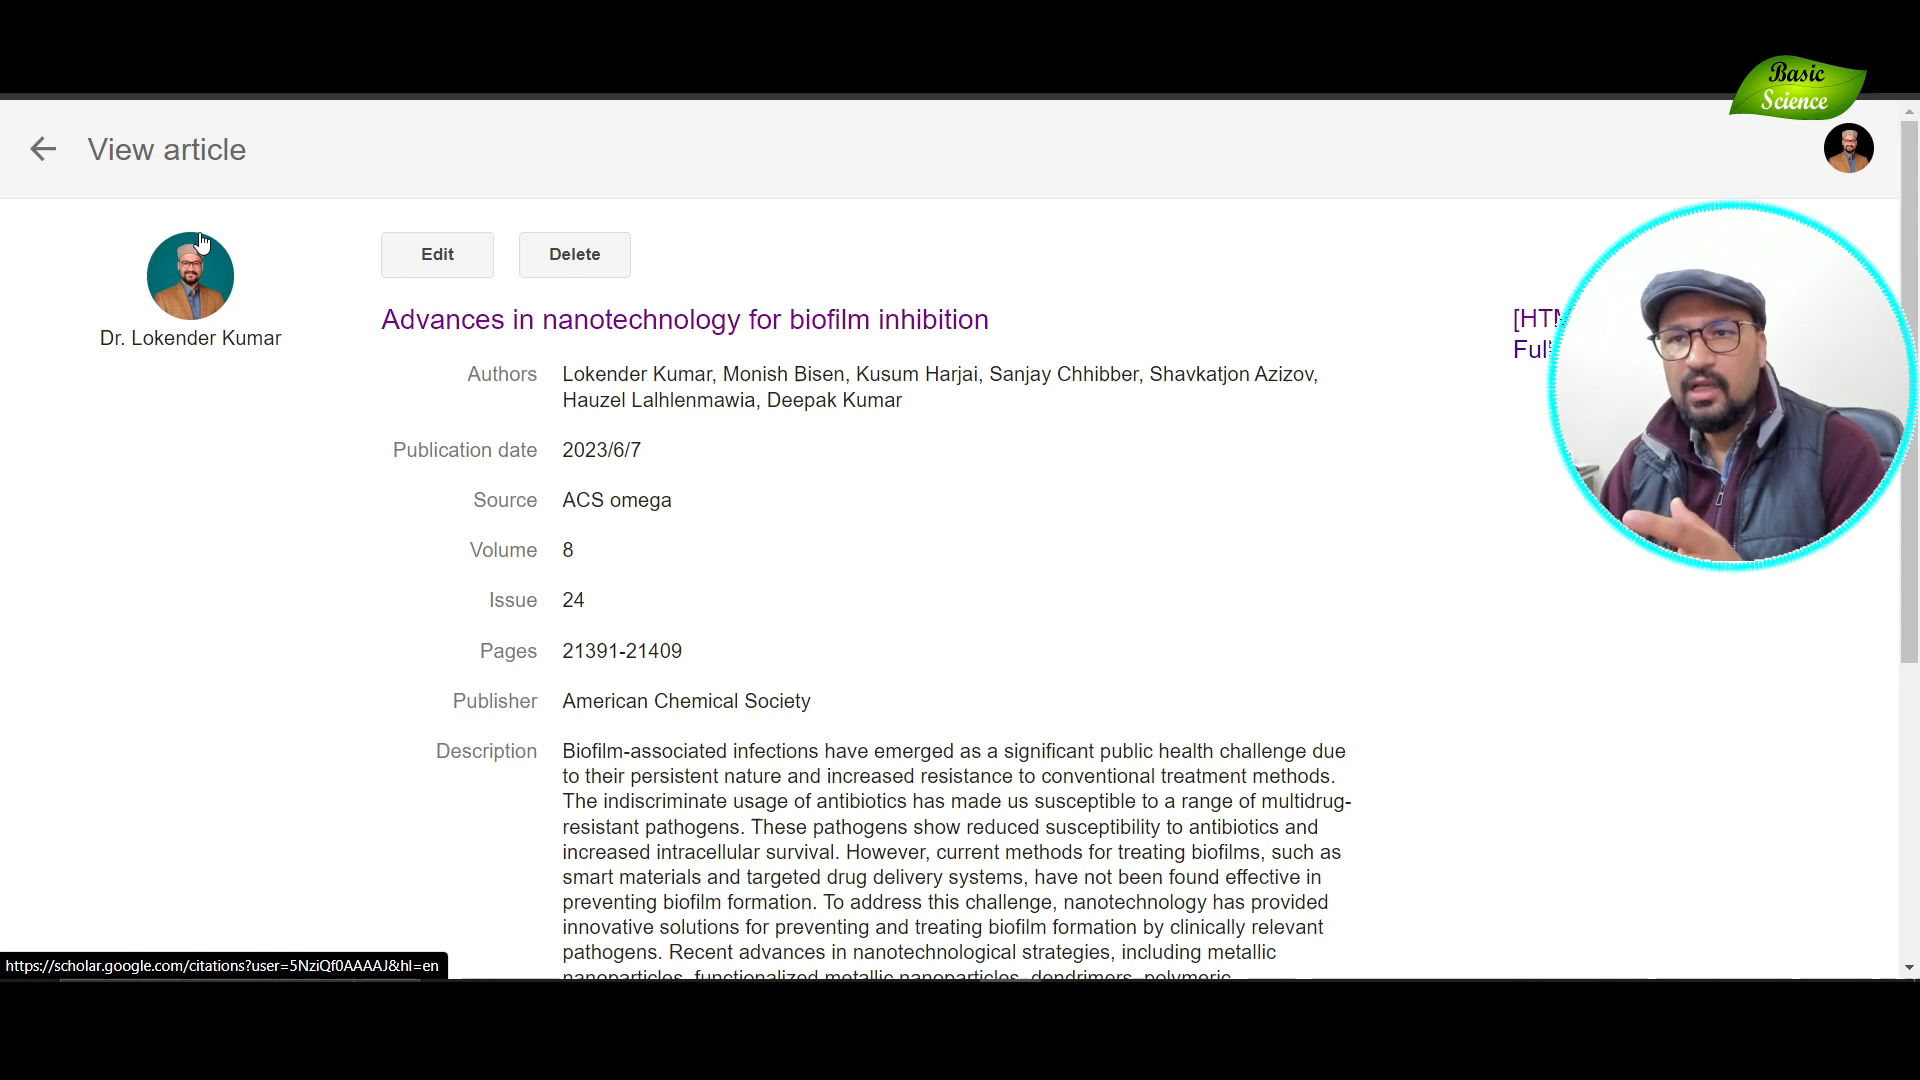 Basic
Science
View article
Edit
Delete
Dr. Lokender Kumar
Advances in nanotechnology for biofilm inhibition
Authors Lokender Kumar, Monish Bisen, Kusum Harjai, Sanjay Chhibber, Shavkatjon Azizov,
Hauzel Lalhlenmawia, Deepak Kumar
Publication date 2023/6/7
Source ACS omega
Volume 8
Issue 24
Pages 21391-21409
Publisher American Chemical Society
Description Biofilm-associated infections have emerged as a significant public health challenge due
to their persistent nature and increased resistance to conventional treatment methods.
The indiscriminate usage of antibiotics has made us susceptible to a range of multidrug-
resistant pathogens. These pathogens show reduced susceptibility to antibiotics and
increased intracellular survival. However, current methods for treating biofilms, such as
smart materials and targeted drug delivery systems, have not been found effective in
preventing biofilm formation. To address this challenge, nanotechnology has provided
innovative solutions for preventing and treating biofilm formation by clinically relevant
pathogens. Recent advances in nanotechnological strategies, including metallic
nanoparticles, functionalized metallic nanoparticles, dendrimers, polymeric
https://scholar.google.com/citations?user=5NziQf0AAAAJ&hl=en